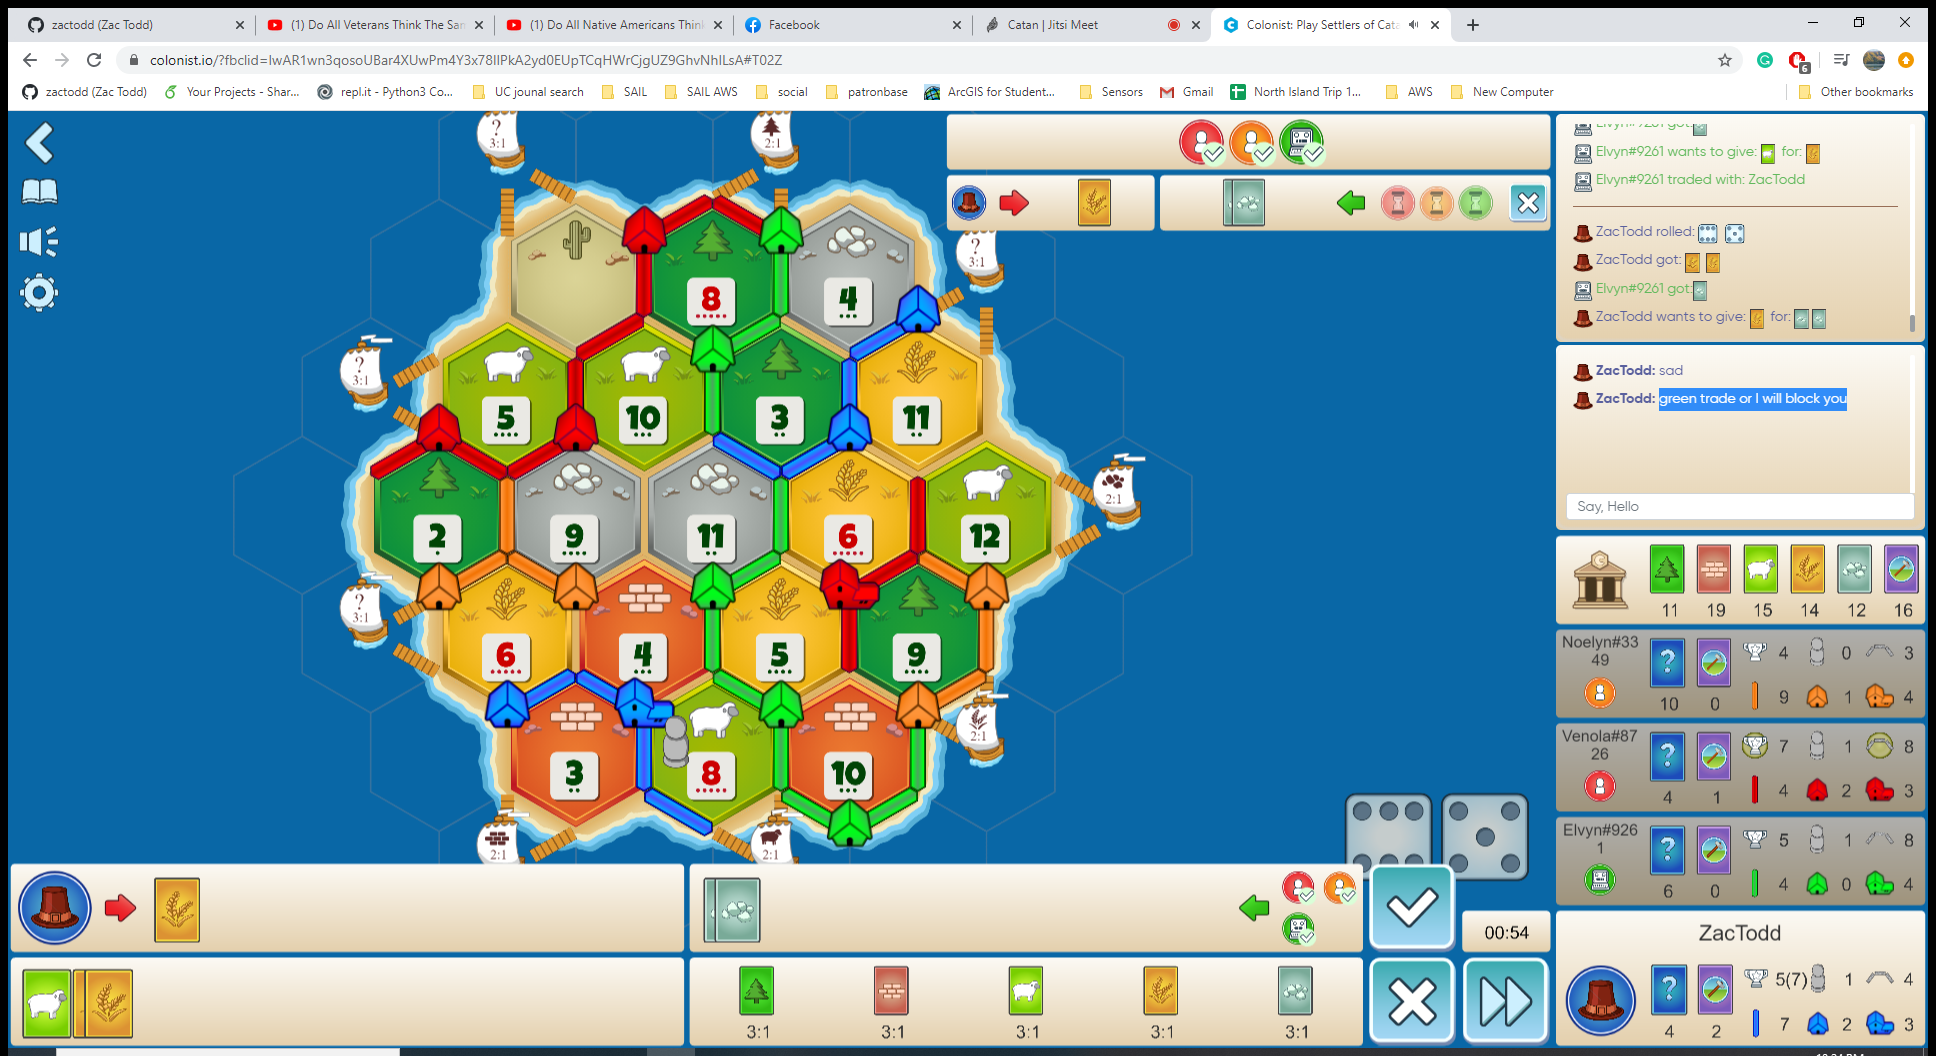 zactodd (Zac Todd)
(1) Do All Veterans Think The San
(1) Do All Native Americans Think
Facebook
Catan | Jitsi Meet
Colonist: Play Settlers of Cata
colonist.io/?fbclid=IwAR1wn3qosoUBar4XUwPm4Y3x78lIPkA2yd0EUpTCqHWrCjgUZ9GhvNhILsA#T02Z
6
zactodd (Zac Todd)
Your Projects - Shar...
repl.it - Python3 Co...
UC jounal search
SAIL
SAIL AWS
social
patronbase
ArcGIS for Student...
Sensors
Gmail
North Island Trip 1...
AWS
New Computer
Other bookmarks
?
3:1
2:1
?
3:1
8
4
?
3:1
5
10
3
11
2:1
2
9
11
6
12
?
3:1
6
4
5
9
2:1
3
8
10
2:1
2:1
Elvyn#9261 got:
Elvyn#9261 wants to give: for:
Elvyn#9261 traded with: ZacTodd
ZacTodd rolled:
ZacTodd got:
Elvyn#9261 got:
ZacTodd wants to give: for:
ZacTodd: sad
ZacTodd: green trade or I will block you
Say, Hello
11 19 15 14 12 16
Noelyn#33
49
? 4 0 3
10 0 9 1 4
Venola#87
26
? 7 1 8
4 1 4 2 3
Elvyn#926
1
? 5 1 8
6 0 4 0 4
ZacTodd
? 5(7) 1 4
4 2 7 2 3
00:54
3:1 3:1 3:1 3:1 3:1